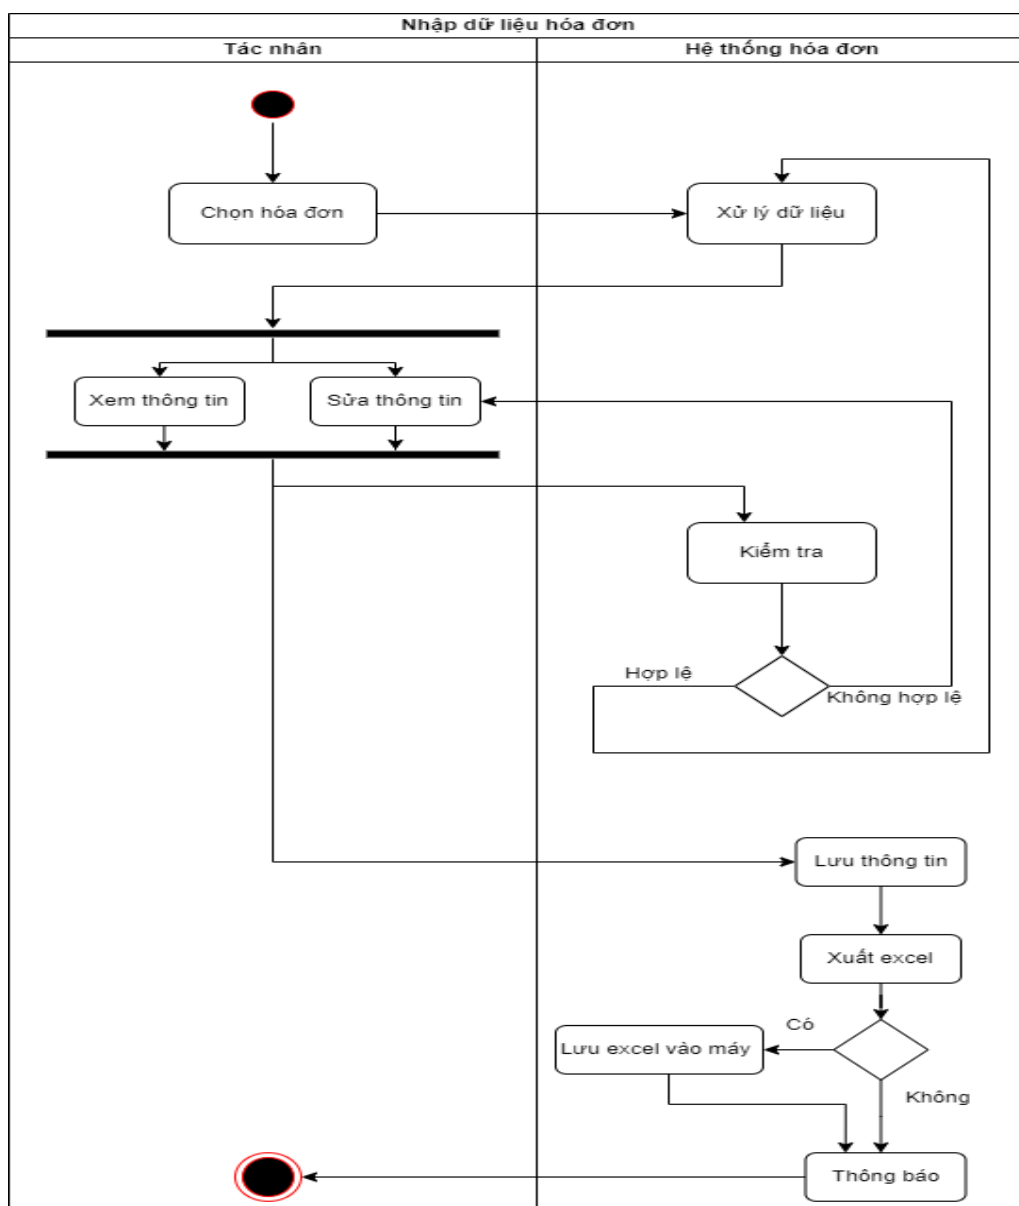 Nhập dữ liệu hóa đơn
Tác nhân
Hệ thống hóa đơn
Chọn hóa đơn
Xử lý dữ liệu
Xem thông tin
Sửa thông tin
Kiểm tra
Hợp lệ
Không hợp lệ
Lưu thông tin
Xuất excel
Có
Lưu excel vào máy
Không
Thông báo